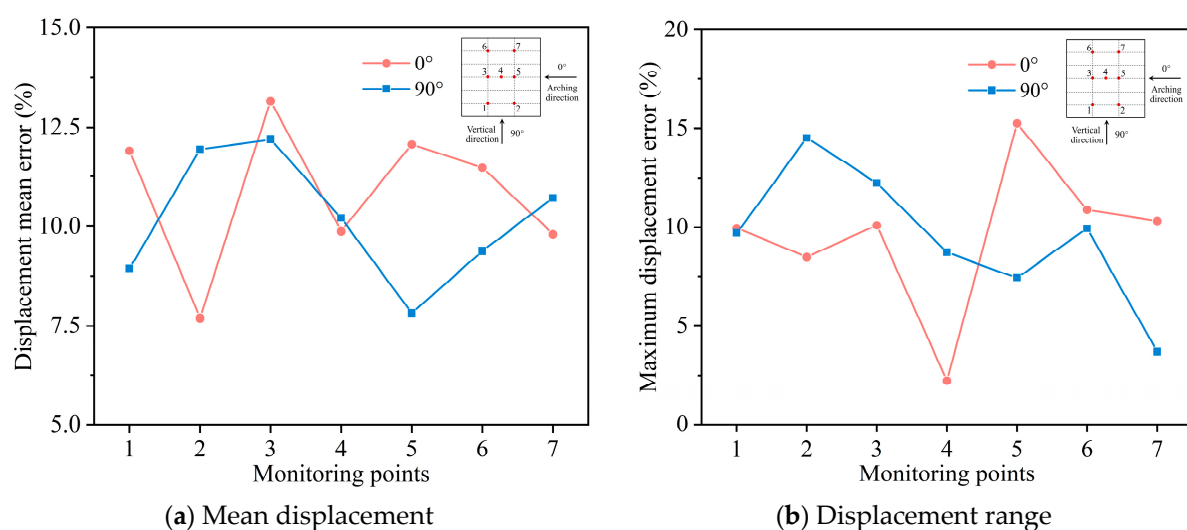 15.0
12.5
10.0
7.5
5.0
Displacement mean error (%)
0°
90°
6 7
3 4 5
1 2
0°
Arching
direction
Vertical
direction
90°
1 2 3 4 5 6 7
Monitoring points
(a) Mean displacement
20
15
10
5
0
Maximum displacement error (%)
0°
90°
6 7
3 4 5
1 2
0°
Arching
direction
Vertical
direction
90°
1 2 3 4 5 6 7
Monitoring points
(b) Displacement range